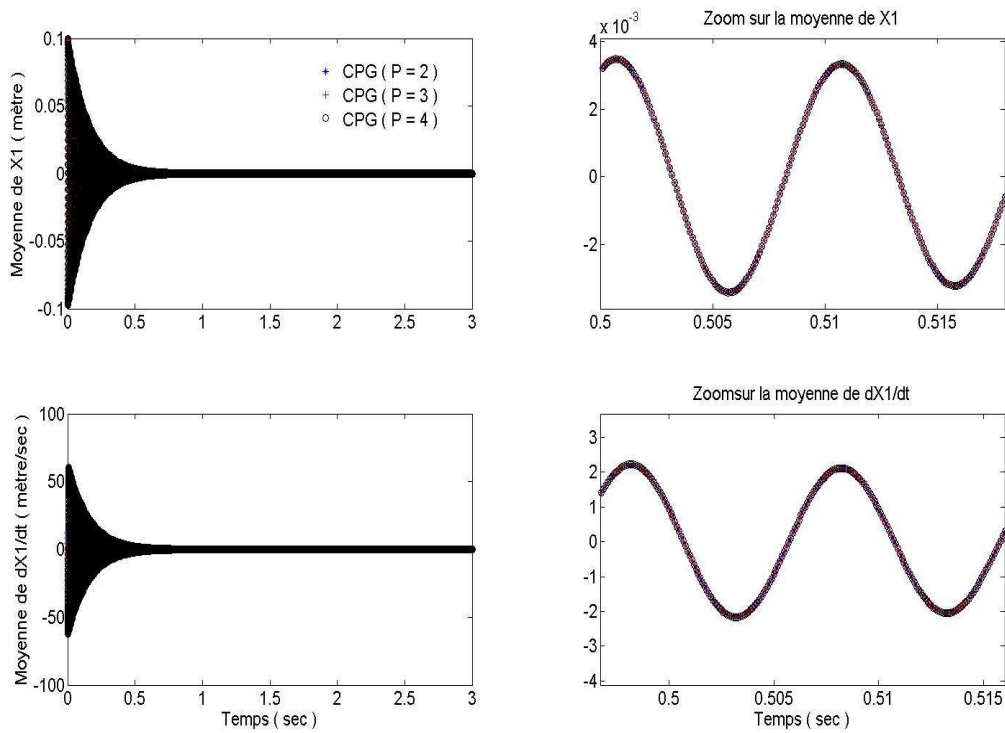 Zoom sur la moyenne de X1
x 10-3
0.1
0.05
0
-0.05
-0.1
Moyenne de X1 ( mètre )
CPG ( P = 2 )
CPG ( P = 3 )
CPG ( P = 4 )
0 0.5 1 1.5 2 2.5 3
4
2
0
-2
0.5 0.505 0.51 0.515
Zoomsur la moyenne de dX1/dt
100
50
0
-50
-100
Moyenne de dX1/dt ( mètre/sec )
0 0.5 1 1.5 2 2.5 3
Temps ( sec )
3
2
1
0
-1
-2
-3
-4
0.5 0.505 0.51 0.515
Temps ( sec )